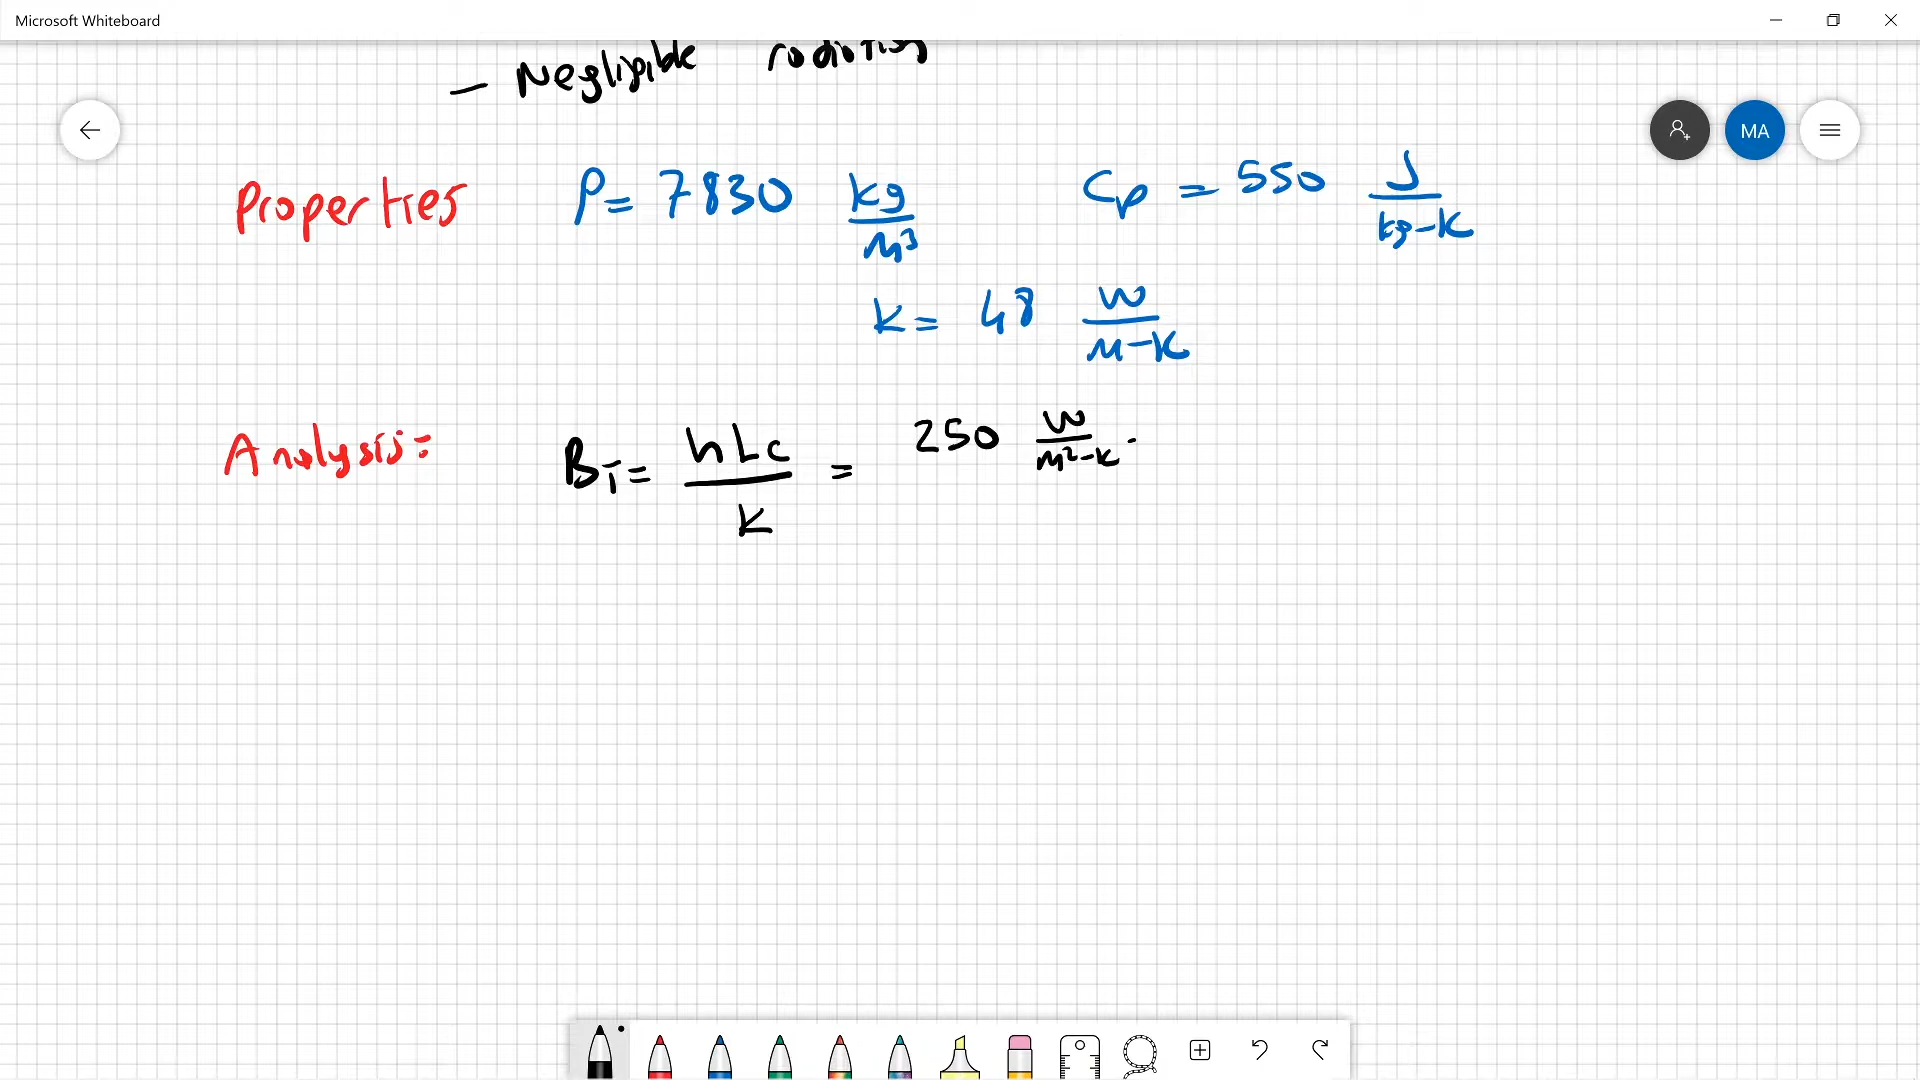 Microsoft Whiteboard
– Negligible radiation
MA
Properties ρ = 7830 kg/m³ Cp = 550 J/kg-K
k = 48 W/m-K
Analysis: Bi = hLc/k = 250 W/m²-K ·